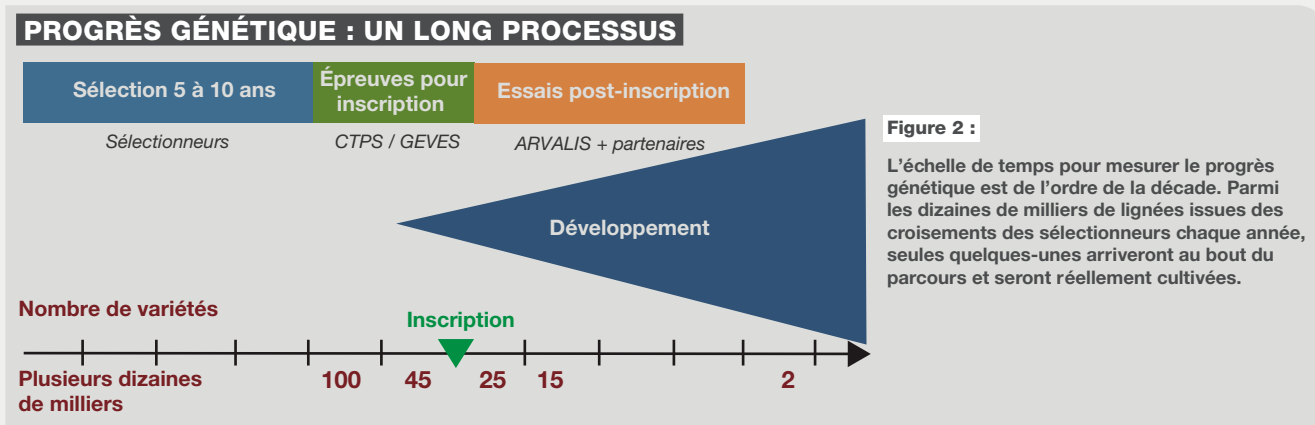 PROGRÈS GÉNÉTIQUE : UN LONG PROCESSUS
Sélection 5 à 10 ans
Épreuves pour
inscription
Essais post-inscription
Sélectionneurs
CTPS / GEVES
ARVALIS + partenaires
Développement
Figure 2 :
L’échelle de temps pour mesurer le progrès
génétique est de l’ordre de la décade. Parmi
les dizaines de milliers de lignées issues des
croisements des sélectionneurs chaque année,
seules quelques-unes arriveront au bout du
parcours et seront réellement cultivées.
Nombre de variétés
Inscription
Plusieurs dizaines
de milliers
100
45
25
15
2